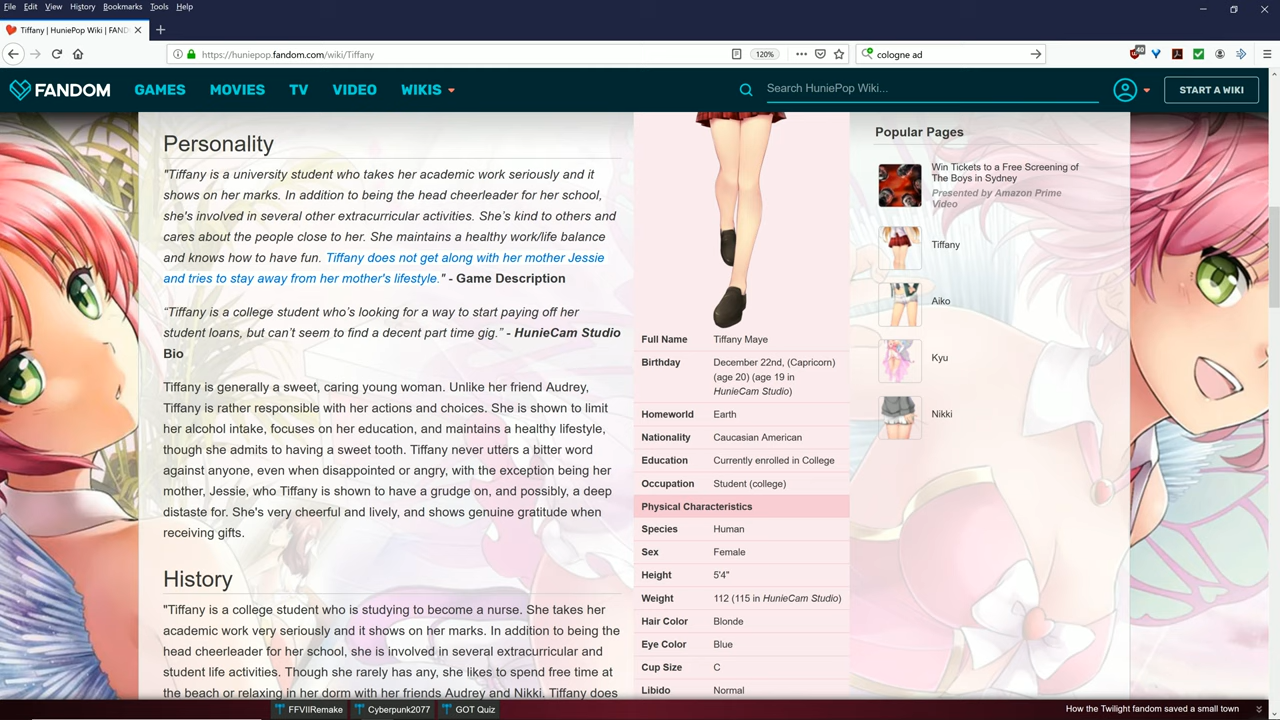 File Edit View History Bookmarks Tools Help
Tiffany | HuniePop Wiki | FAND
https://huniepop.fandom.com/wiki/Tiffany
120%
cologne ad
40
FANDOM
GAMES
MOVIES
TV
VIDEO
WIKIS
Search HuniePop Wiki...
START A WIKI
Personality
"Tiffany is a university student who takes her academic work seriously and it
shows on her marks. In addition to being the head cheerleader for her school,
she's involved in several other extracurricular activities. She's kind to others and
cares about the people close to her. She maintains a healthy work/life balance
and knows how to have fun. Tiffany does not get along with her mother Jessie
and tries to stay away from her mother's lifestyle." - Game Description
“Tiffany is a college student who’s looking for a way to start paying off her
student loans, but can’t seem to find a decent part time gig.” - HunieCam Studio
Bio
Tiffany is generally a sweet, caring young woman. Unlike her friend Audrey,
Tiffany is rather responsible with her actions and choices. She is shown to limit
her alcohol intake, focuses on her education, and maintains a healthy lifestyle,
though she admits to having a sweet tooth. Tiffany never utters a bitter word
against anyone, even when disappointed or angry, with the exception being her
mother, Jessie, who Tiffany is shown to have a grudge on, and possibly, a deep
distaste for. She's very cheerful and lively, and shows genuine gratitude when
receiving gifts.
History
"Tiffany is a college student who is studying to become a nurse. She takes her
academic work very seriously and it shows on her marks. In addition to being the
head cheerleader for her school, she is involved in several extracurricular and
student life activities. Though she rarely has any, she likes to spend free time at
the beach or relaxing in her dorm with her friends Audrey and Nikki. Tiffany does
Full Name Tiffany Maye
Birthday December 22nd, (Capricorn)
(age 20) (age 19 in
HunieCam Studio)
Homeworld Earth
Nationality Caucasian American
Education Currently enrolled in College
Occupation Student (college)
Physical Characteristics
Species Human
Sex Female
Height 5'4"
Weight 112 (115 in HunieCam Studio)
Hair Color Blonde
Eye Color Blue
Cup Size C
Libido Normal
Popular Pages
Win Tickets to a Free Screening of
The Boys in Sydney
Presented by Amazon Prime
Video
Tiffany
Aiko
Kyu
Nikki
FFVIIRemake
Cyberpunk2077
GOT Quiz
How the Twilight fandom saved a small town